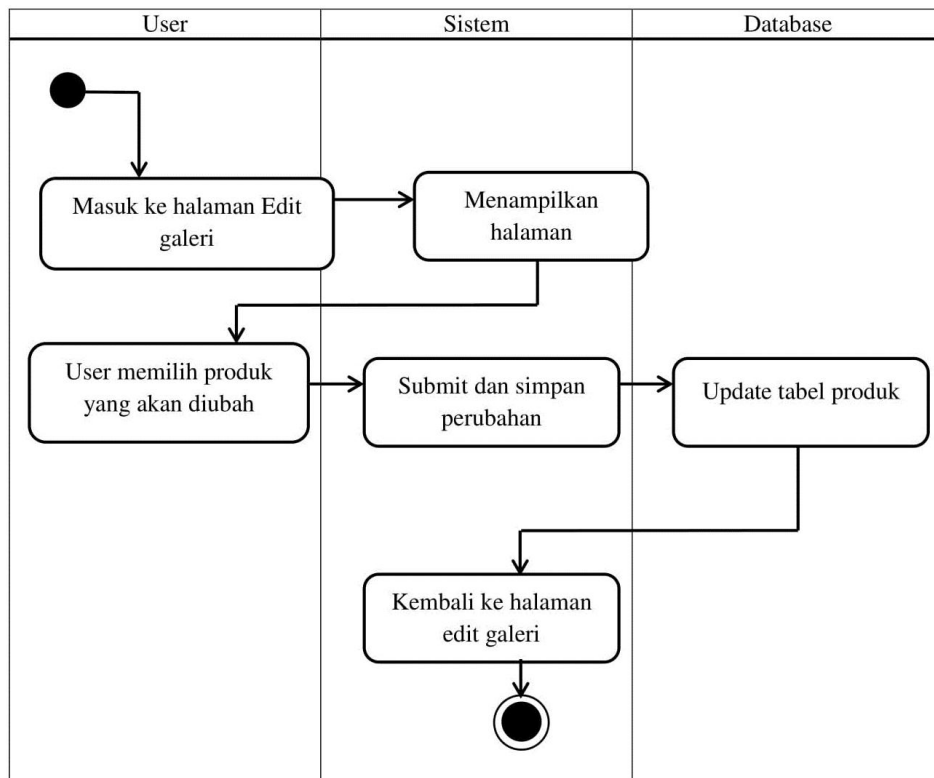 User
Sistem
Database
Masuk ke halaman Edit
galeri
Menampilkan
halaman
User memilih produk
yang akan diubah
Submit dan simpan
perubahan
Update tabel produk
Kembali ke halaman
edit galeri